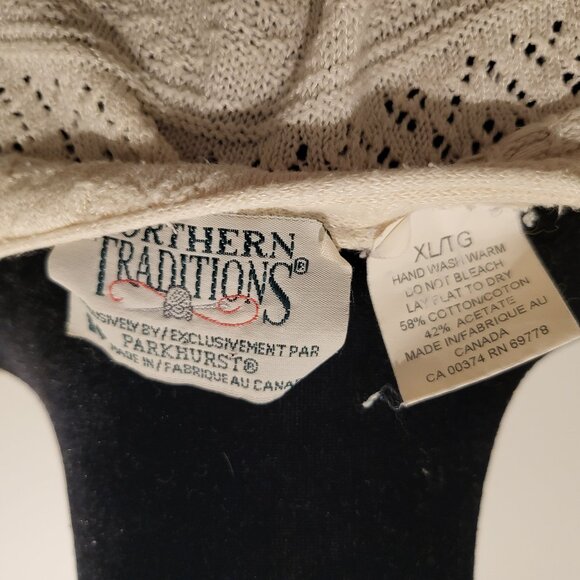 NORTHERN
TRADITIONS®
SIVELY BY/EXCLUSIVEMENT PAR
PARKHURST®
MADE IN/FABRIQUE AU CANA
XL/TG
HAND WASH WARM
DO NOT BLEACH
LAY FLAT TO DRY
58% COTTON/COTON
42% ACETATE
MADE IN/FABRIQUE AU
CANADA
CA 00374 RN 69778